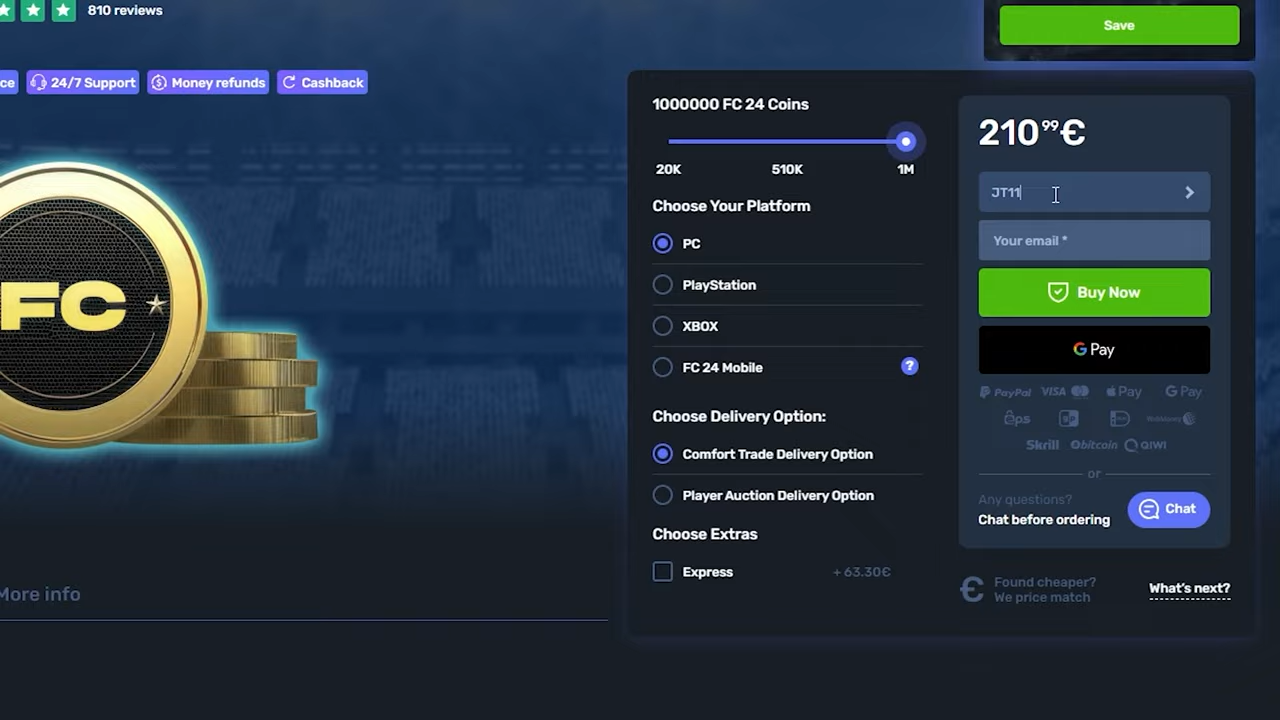 810 reviews
Save
ce
24/7 Support
Money refunds
Cashback
1000000 FC 24 Coins
20K
510K
1M
Choose Your Platform
PC
PlayStation
XBOX
FC 24 Mobile
?
Choose Delivery Option:
Comfort Trade Delivery Option
Player Auction Delivery Option
Choose Extras
Express
+ 63.30€
210 99 €
JT11
Your email *
Buy Now
G Pay
PayPal VISA Pay G Pay
eps
Skrill bitcoin QIWI
or
Any questions?
Chat before ordering
Chat
Found cheaper?
We price match
What's next?
FC
More info